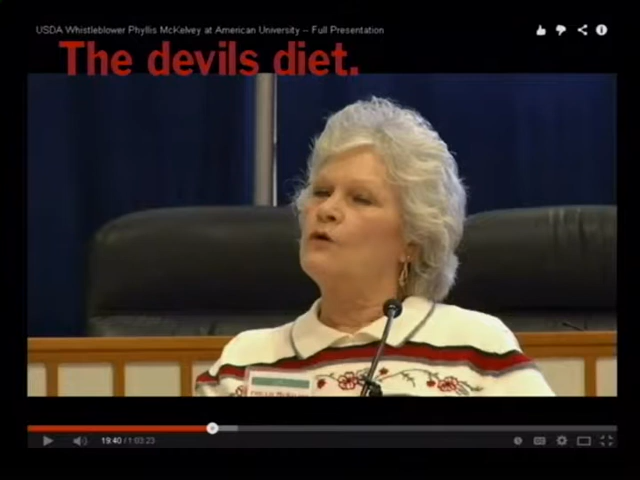 USDA Whistleblower Phyllis McKelvey at American University -- Full Presentation
The devils diet.
19:40 / 1:03:23